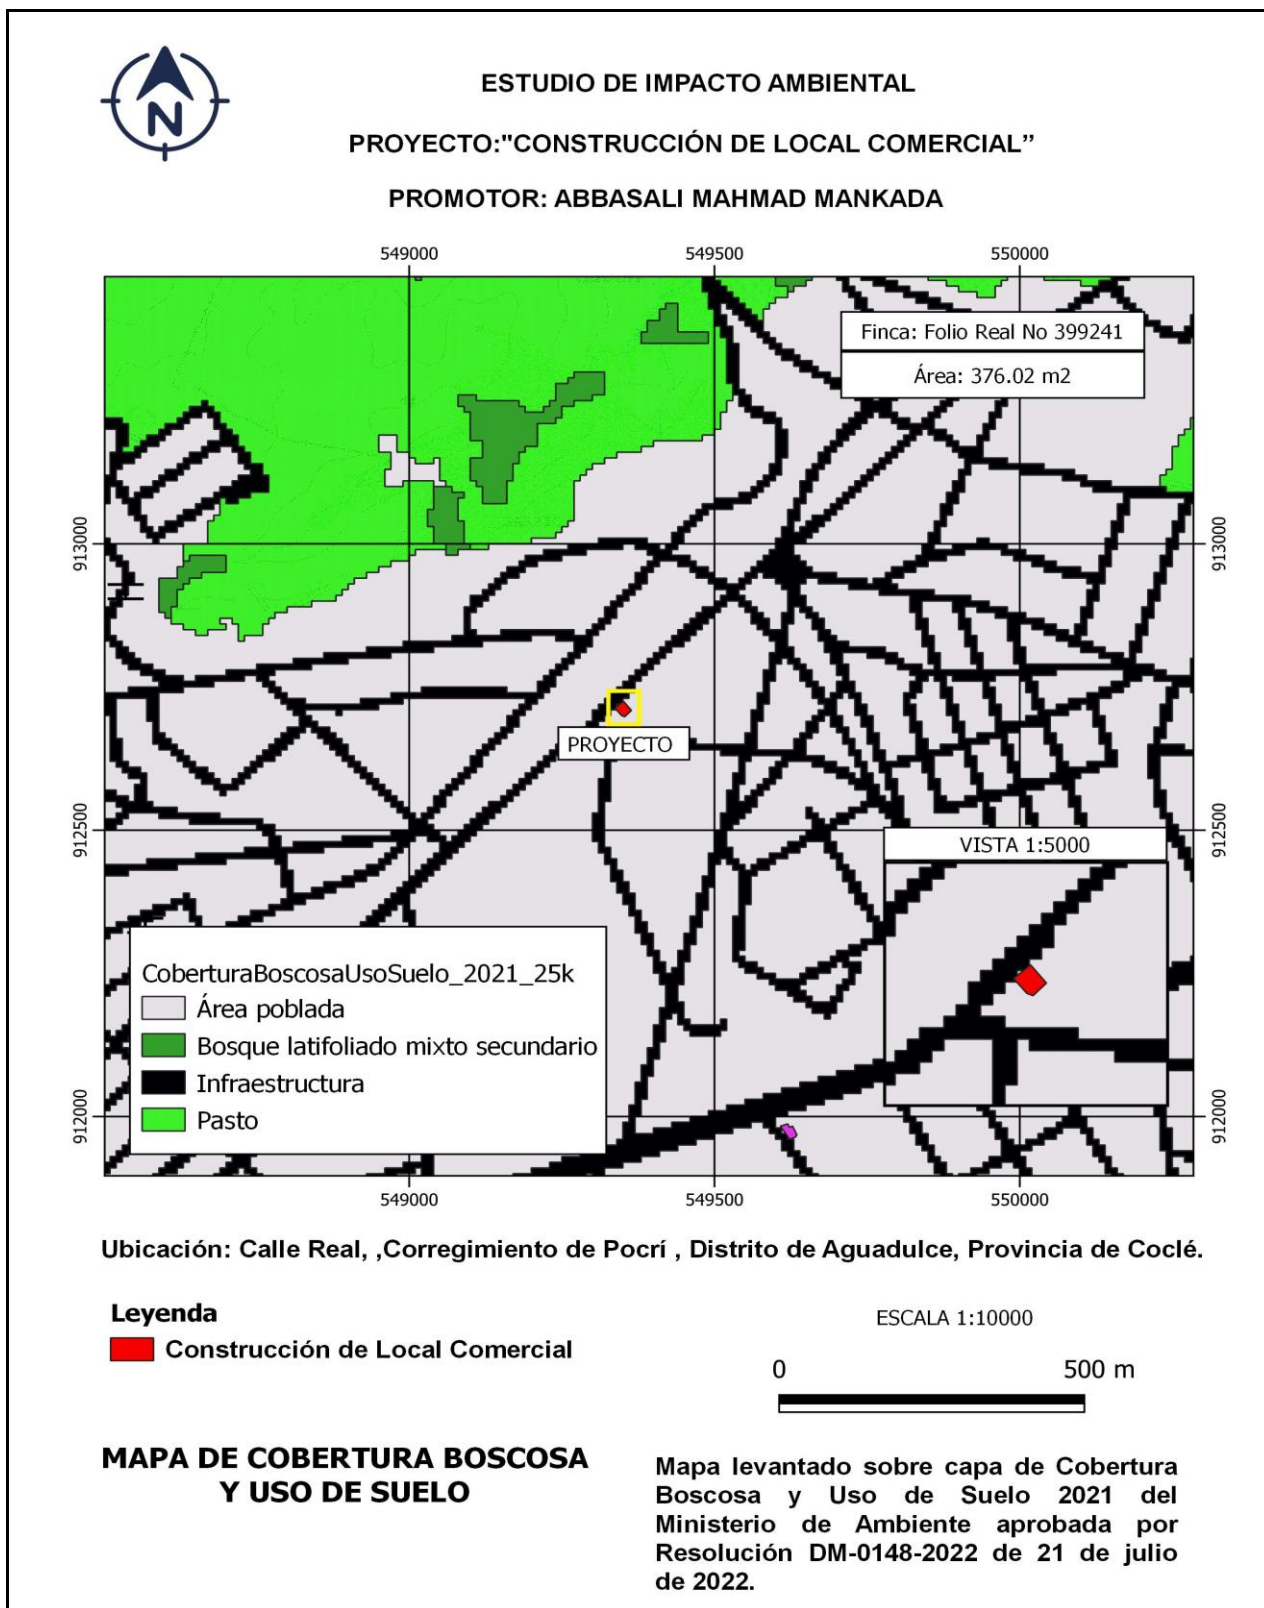 N
ESTUDIO DE IMPACTO AMBIENTAL
PROYECTO:"CONSTRUCCIÓN DE LOCAL COMERCIAL”
PROMOTOR: ABBASALI MAHMAD MANKADA
549000 549500 550000
Finca: Folio Real No 399241
Área: 376.02 m2
913000 913000
PROYECTO
912500 912500
VISTA 1:5000
CoberturaBoscosaUsoSuelo_2021_25k
Área poblada
Bosque latifoliado mixto secundario
Infraestructura
Pasto
912000 912000
549000 549500 550000
Ubicación: Calle Real, ,Corregimiento de Pocrí , Distrito de Aguadulce, Provincia de Coclé.
Leyenda
Construcción de Local Comercial
ESCALA 1:10000
0 500 m
MAPA DE COBERTURA BOSCOSA
Y USO DE SUELO
Mapa levantado sobre capa de Cobertura
Boscosa y Uso de Suelo 2021 del
Ministerio de Ambiente aprobada por
Resolución DM-0148-2022 de 21 de julio
de 2022.